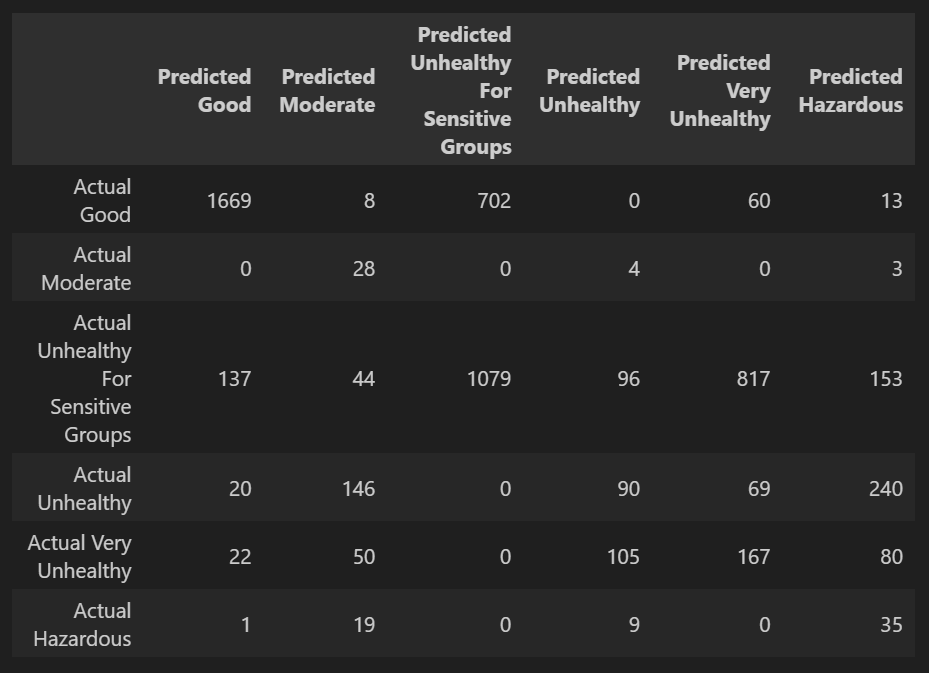 Predicted Good Predicted Moderate Predicted Unhealthy For Sensitive Groups Predicted Unhealthy Predicted Very Unhealthy Predicted Hazardous
Actual Good 1669 8 702 0 60 13
Actual Moderate 0 28 0 4 0 3
Actual Unhealthy For Sensitive Groups 137 44 1079 96 817 153
Actual Unhealthy 20 146 0 90 69 240
Actual Very Unhealthy 22 50 0 105 167 80
Actual Hazardous 1 19 0 9 0 35